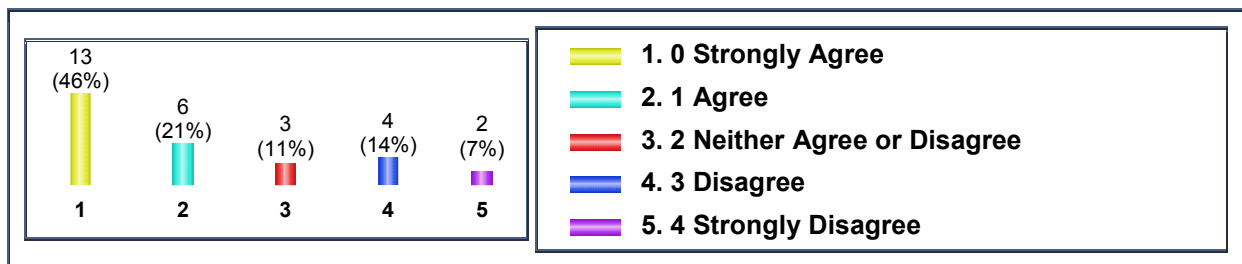 13
(46%)
6
(21%)
3
(11%)
4
(14%)
2
(7%)
1 2 3 4 5
1. 0 Strongly Agree
2. 1 Agree
3. 2 Neither Agree or Disagree
4. 3 Disagree
5. 4 Strongly Disagree